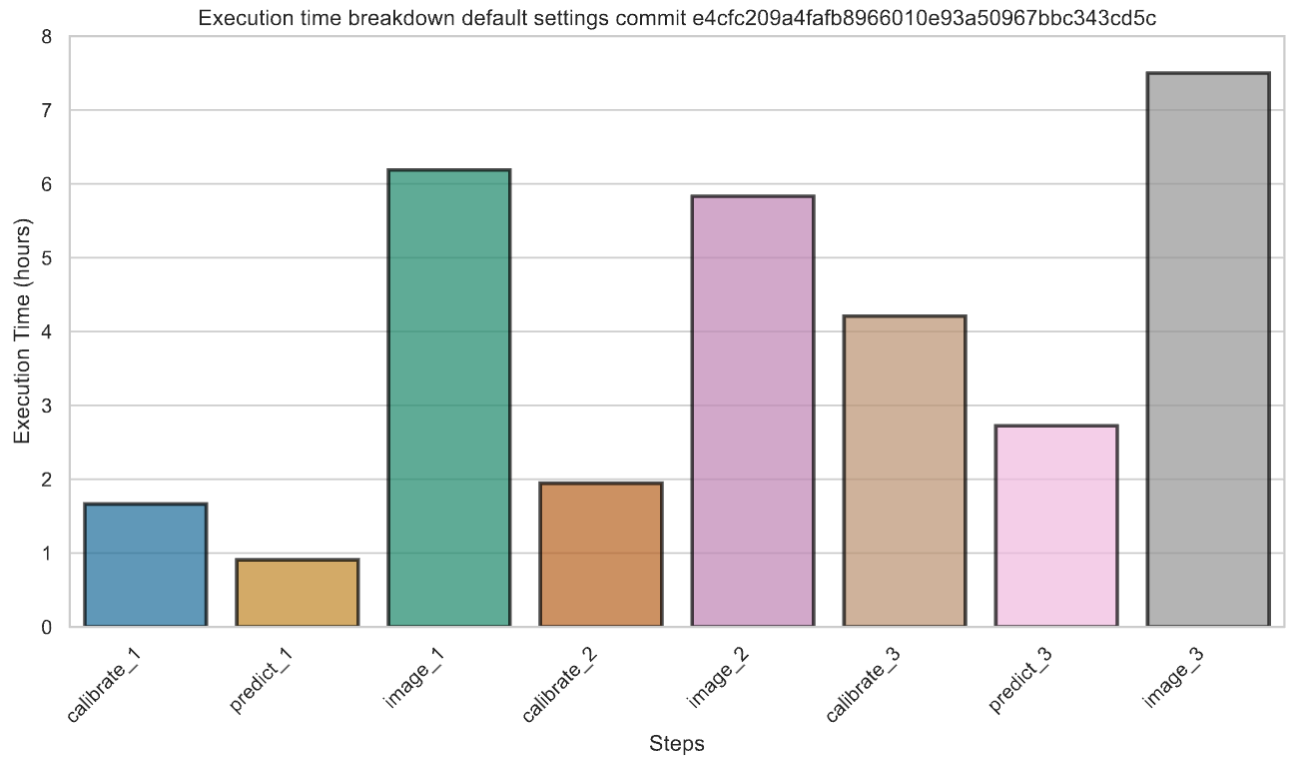 Execution time breakdown default settings commit e4cfc209a4fafb8966010e93a50967bbc343cd5c
8
7
6
5
4
3
2
1
0
Execution Time (hours)
calibrate_1
predict_1
image_1
calibrate_2
image_2
calibrate_3
predict_3
image_3
Steps